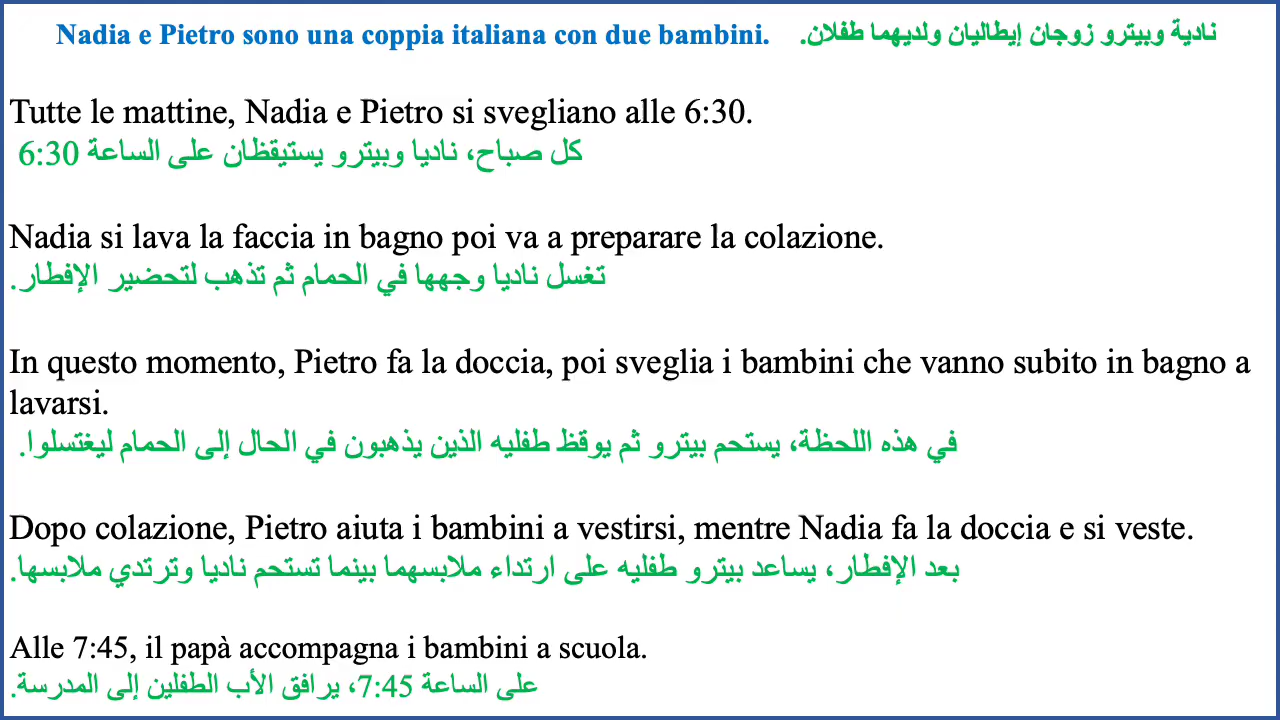 Nadia e Pietro sono una coppia italiana con due bambini. نادية وبيترو زوجان إيطاليان ولديهما طفلان.
Tutte le mattine, Nadia e Pietro si svegliano alle 6:30.
كل صباح، ناديا وبيترو يستيقظان على الساعة 6:30
Nadia si lava la faccia in bagno poi va a preparare la colazione.
تغسل ناديا وجهها في الحمام ثم تذهب لتحضير الإفطار.
In questo momento, Pietro fa la doccia, poi sveglia i bambini che vanno subito in bagno a
lavarsi.
في هذه اللحظة، يستحم بيترو ثم يوقظ طفليه الذين يذهبون في الحال إلى الحمام ليغتسلوا.
Dopo colazione, Pietro aiuta i bambini a vestirsi, mentre Nadia fa la doccia e si veste.
بعد الإفطار، يساعد بيترو طفليه على ارتداء ملابسهما بينما تستحم ناديا وترتدي ملابسها.
Alle 7:45, il papà accompagna i bambini a scuola.
على الساعة 7:45، يرافق الأب الطفلين إلى المدرسة.